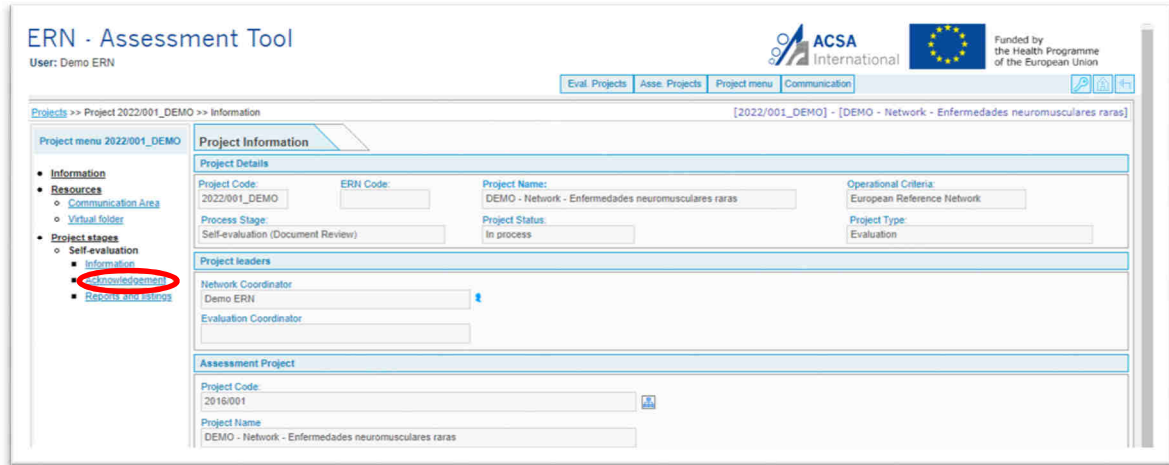 ERN - Assessment Tool
User: Demo ERN
ACSA
International
Funded by
the Health Programme
of the European Union
Eval. Projects Asse. Projects Project menu Communication
Projects >> Project 2022/001_DEMO >> Information
[2022/001_DEMO] - [DEMO - Network - Enfermedades neuromusculares raras]
Project menu 2022/001_DEMO
Information
Resources
Communication Area
Virtual folder
Project stages
Self-evaluation
Information
Acknowledgement
Reports and listings
Project Information
Project Details
Project Code: ERN Code: Project Name: Operational Criteria:
2022/001_DEMO DEMO - Network - Enfermedades neuromusculares raras European Reference Network
Process Stage: Project Status: Project Type:
Self-evaluation (Document Review) In process Evaluation
Project leaders
Network Coordinator
Demo ERN
Evaluation Coordinator
Assessment Project
Project Code:
2016/001
Project Name
DEMO - Network - Enfermedades neuromusculares raras